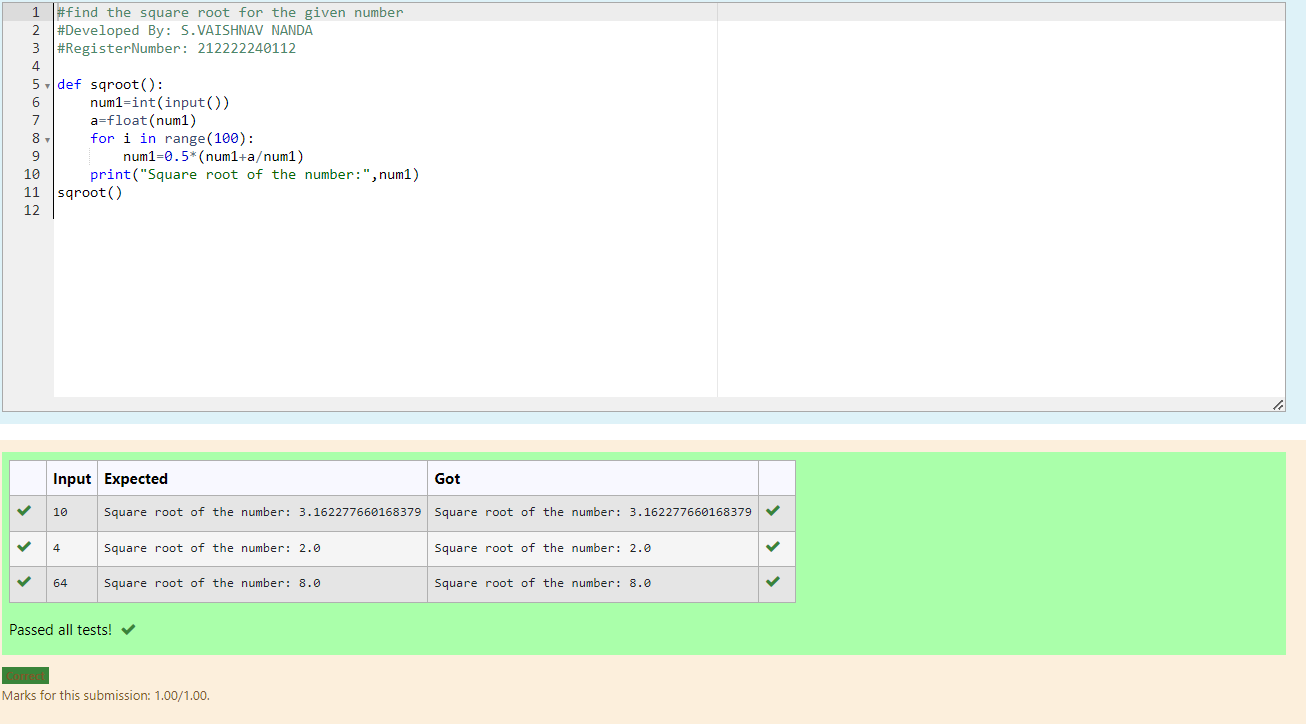 1 #find the square root for the given number
2 #Developed By: S.VAISHNAV NANDA
3 #RegisterNumber: 212222240112
4
5 def sqroot():
6     num1=int(input())
7     a=float(num1)
8     for i in range(100):
9         num1=0.5*(num1+a/num1)
10     print("Square root of the number:",num1)
11 sqroot()
12
Input Expected Got
10 Square root of the number: 3.162277660168379 Square root of the number: 3.162277660168379
4 Square root of the number: 2.0 Square root of the number: 2.0
64 Square root of the number: 8.0 Square root of the number: 8.0
Passed all tests!
Correct
Marks for this submission: 1.00/1.00.